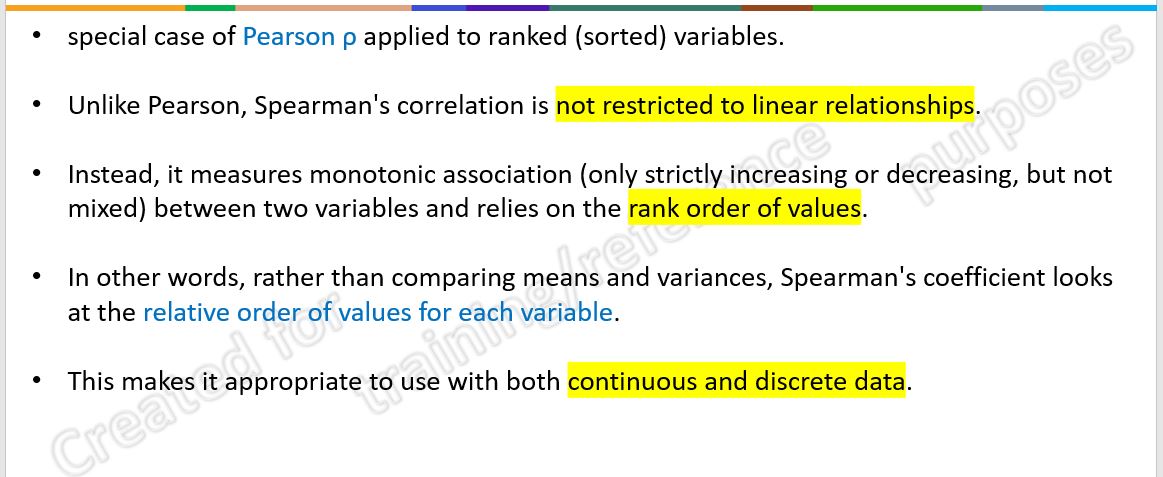 • special case of Pearson ρ applied to ranked (sorted) variables.
• Unlike Pearson, Spearman's correlation is not restricted to linear relationships.
• Instead, it measures monotonic association (only strictly increasing or decreasing, but not
mixed) between two variables and relies on the rank order of values.
• In other words, rather than comparing means and variances, Spearman's coefficient looks
at the relative order of values for each variable.
• This makes it appropriate to use with both continuous and discrete data.
Created for training/reference purposes